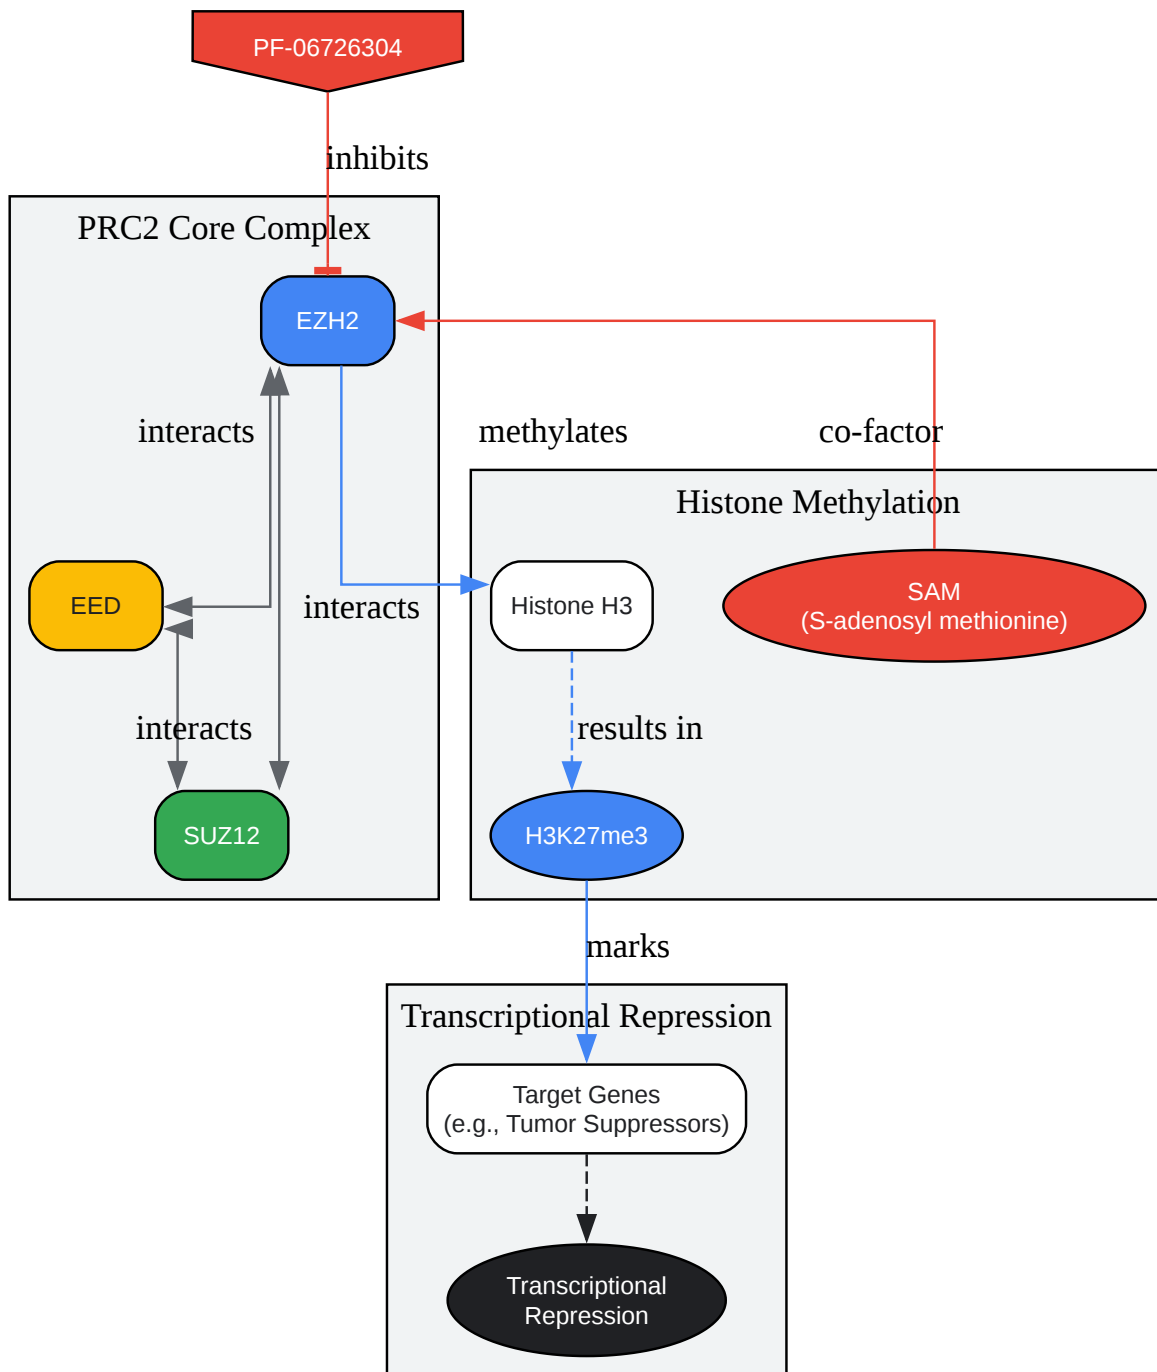 PF-06726304
inhibits
PRC2 Core Complex
EZH2
interacts
methylates
co-factor
Histone Methylation
EED
interacts
Histone H3
SAM
(S-adenosyl methionine)
interacts
results in
SUZ12
H3K27me3
marks
Transcriptional Repression
Target Genes
(e.g., Tumor Suppressors)
Transcriptional
Repression